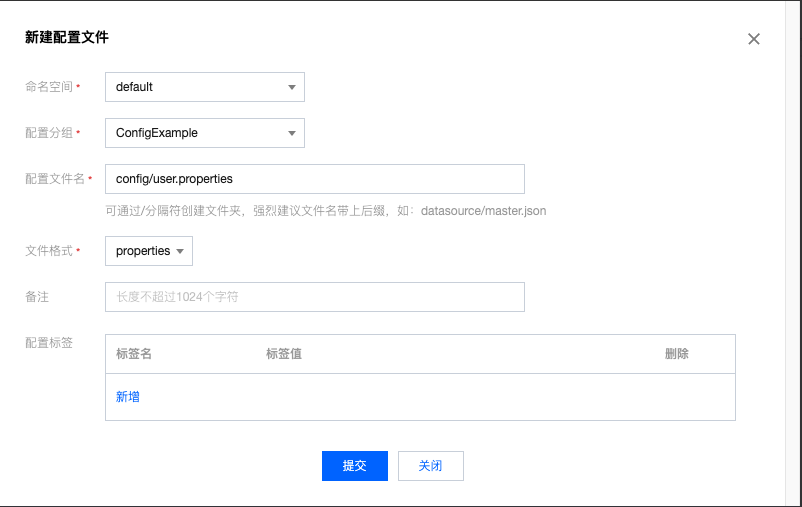 新建配置文件
命名空间 * default
配置分组 * ConfigExample
配置文件名 * config/user.properties
可通过/分隔符创建文件夹，强烈建议文件名带上后缀，如：datasource/master.json
文件格式 * properties
备注 长度不超过1024个字符
配置标签 标签名 标签值 删除
新增
提交 关闭